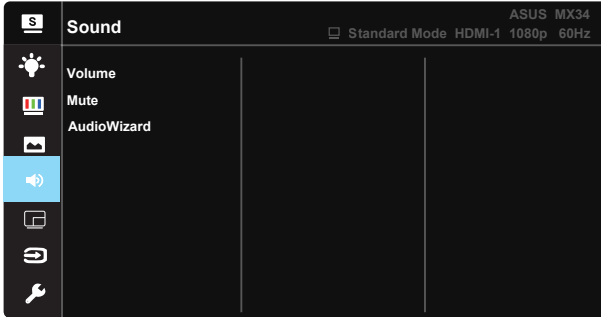 S
Sound
ASUS MX34
Standard Mode HDMI-1 1080p 60Hz
Volume
Mute
AudioWizard